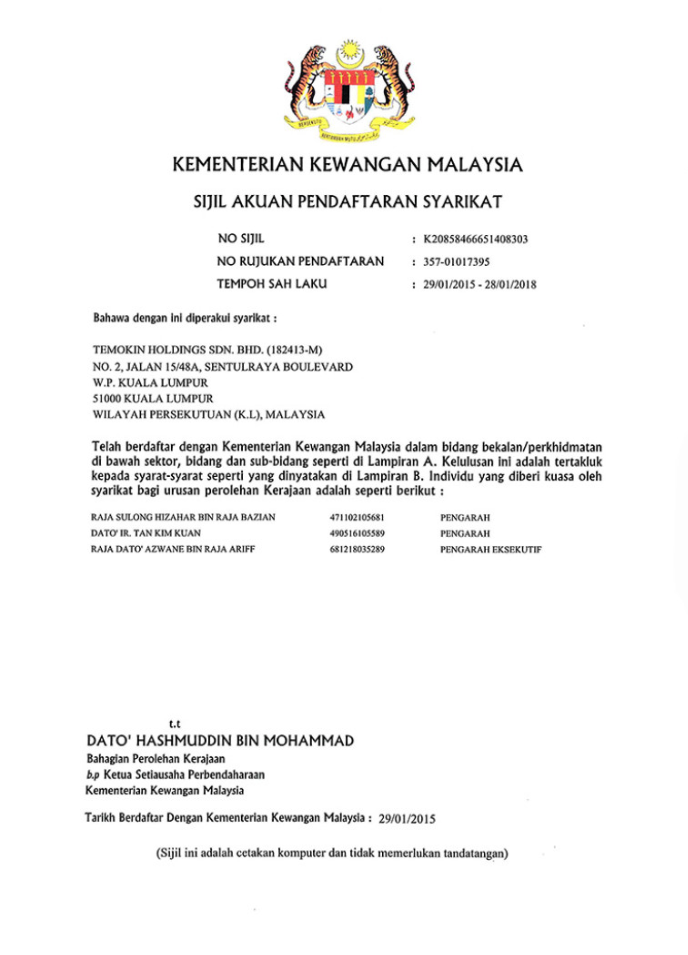 KEMENTERIAN KEWANGAN MALAYSIA
SIJIL AKUAN PENDAFTARAN SYARIKAT
NO SIJIL : K20858466651408303
NO RUJUKAN PENDAFTARAN : 357-01017395
TEMPOH SAH LAKU : 29/01/2015 - 28/01/2018
Bahawa dengan ini diperakui syarikat :
TEMOKIN HOLDINGS SDN. BHD. (182413-M)
NO. 2, JALAN 15/48A, SENTULRAYA BOULEVARD
W.P. KUALA LUMPUR
51000 KUALA LUMPUR
WILAYAH PERSEKUTUAN (K.L), MALAYSIA
Telah berdaftar dengan Kementerian Kewangan Malaysia dalam bidang bekalan/perkhidmatan
di bawah sektor, bidang dan sub-bidang seperti di Lampiran A. Kelulusan ini adalah tertakluk
kepada syarat-syarat seperti yang dinyatakan di Lampiran B. Individu yang diberi kuasa oleh
syarikat bagi urusan perolehan Kerajaan adalah seperti berikut :
RAJA SULONG HIZAHAR BIN RAJA BAZIAN 471102105681 PENGARAH
DATO' IR. TAN KIM KUAN 490516105589 PENGARAH
RAJA DATO' AZWANE BIN RAJA ARIFF 681218035289 PENGARAH EKSEKUTIF
t.t
DATO' HASHMUDDIN BIN MOHAMMAD
Bahagian Perolehan Kerajaan
b.p Ketua Setiausaha Perbendaharaan
Kementerian Kewangan Malaysia
Tarikh Berdaftar Dengan Kementerian Kewangan Malaysia : 29/01/2015
(Sijil ini adalah cetakan komputer dan tidak memerlukan tandatangan)